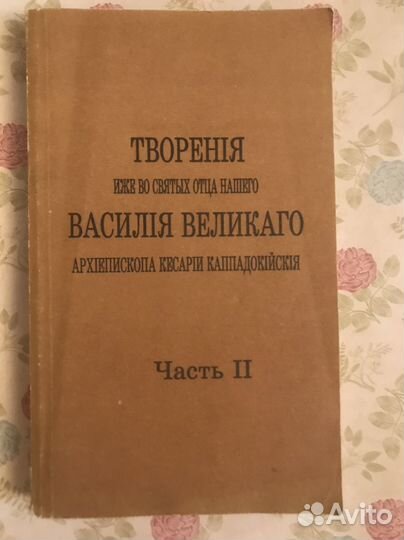 ТВОРЕНІЯ
ИЖЕ ВО СВЯТЫХ ОТЦА НАШЕГО
ВАСИЛІЯ ВЕЛИКАГО
АРХІЕПИСКОПА КЕСАРІИ КАППАДОКІЙСКІЯ
Часть II
Avito